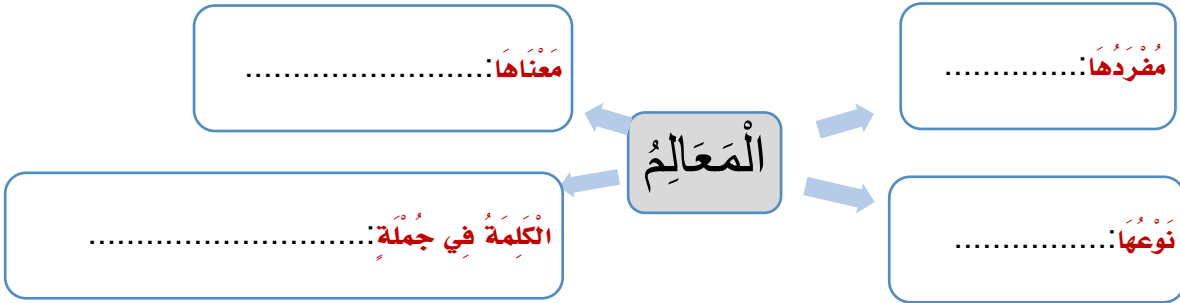 مُفْرَدُهَا:...............
مَعْنَاهَا:.........................
الْمَعَالِمُ
نَوْعُهَا:................
الْكَلِمَةُ فِي جُمْلَةٍ:.............................